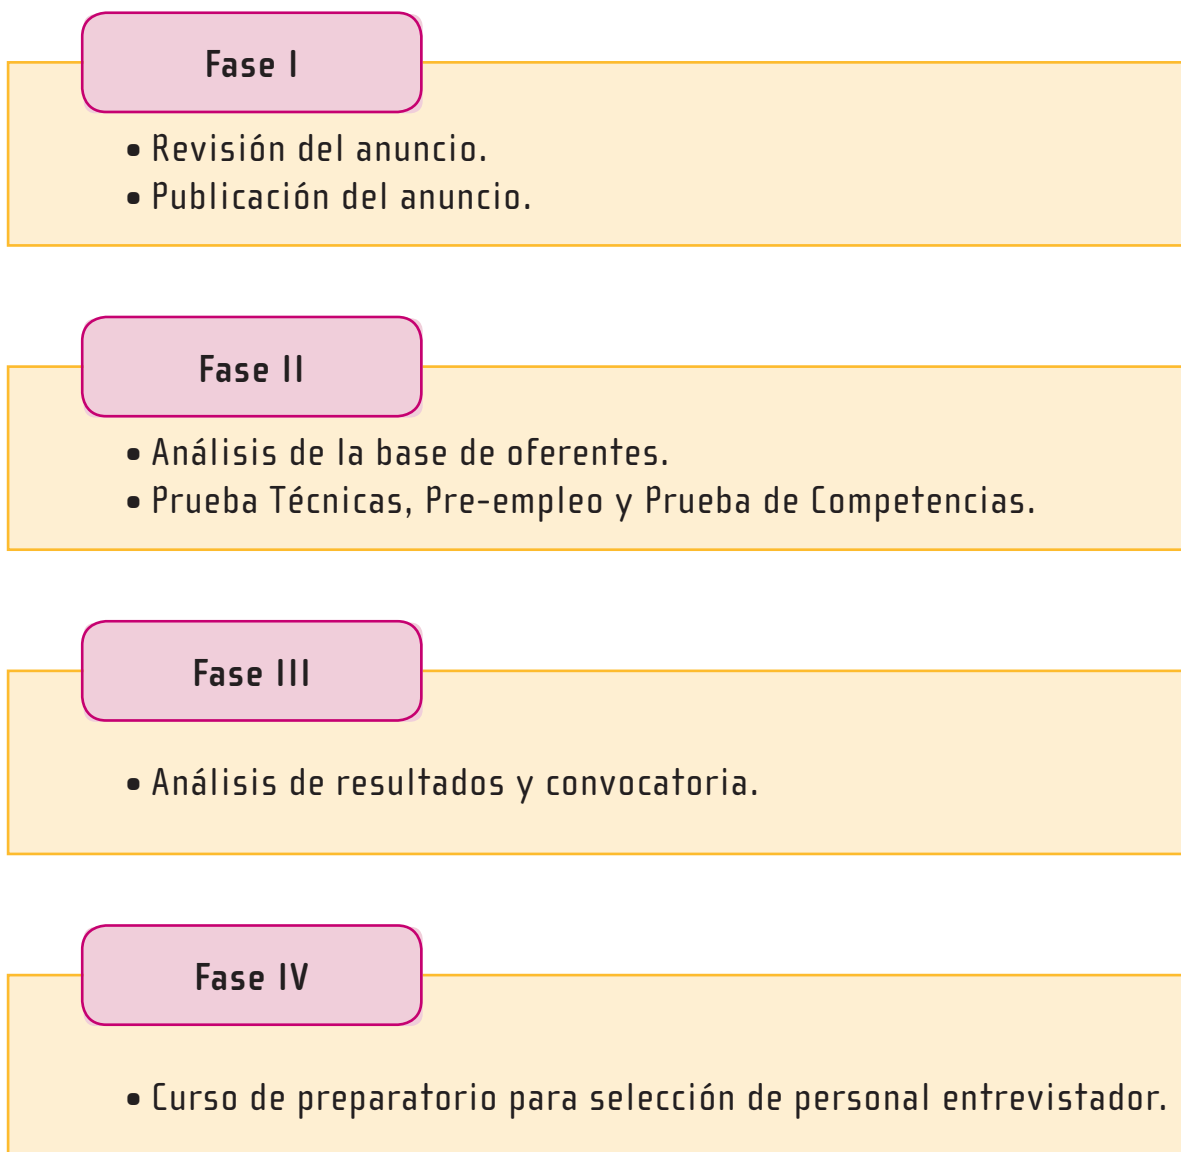 Fase I
• Revisión del anuncio.
• Publicación del anuncio.
Fase II
• Análisis de la base de oferentes.
• Prueba Técnicas, Pre-empleo y Prueba de Competencias.
Fase III
• Análisis de resultados y convocatoria.
Fase IV
• Curso de preparatorio para selección de personal entrevistador.